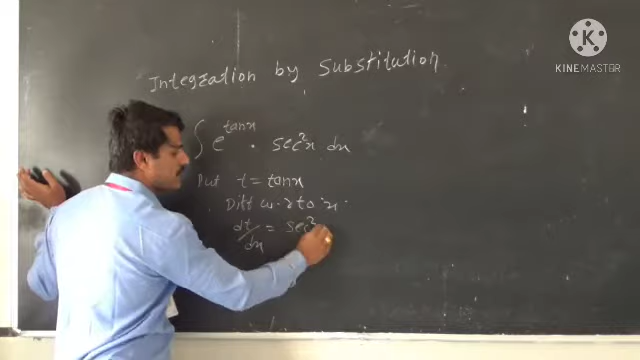 KINEMASTER
Integration by Substitution
∫ e^tanx · sec²x dx
Put t = tanx
Diff w.r to x.
dt/dx = sec²